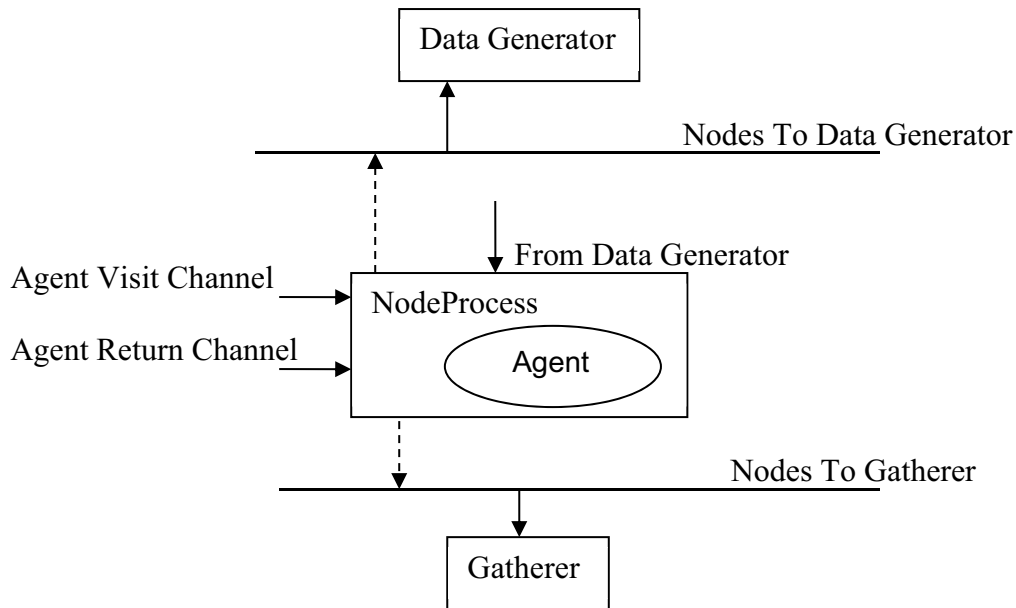 Data Generator
Nodes To Data Generator
From Data Generator
Agent Visit Channel
NodeProcess
Agent Return Channel
Agent
Nodes To Gatherer
Gatherer